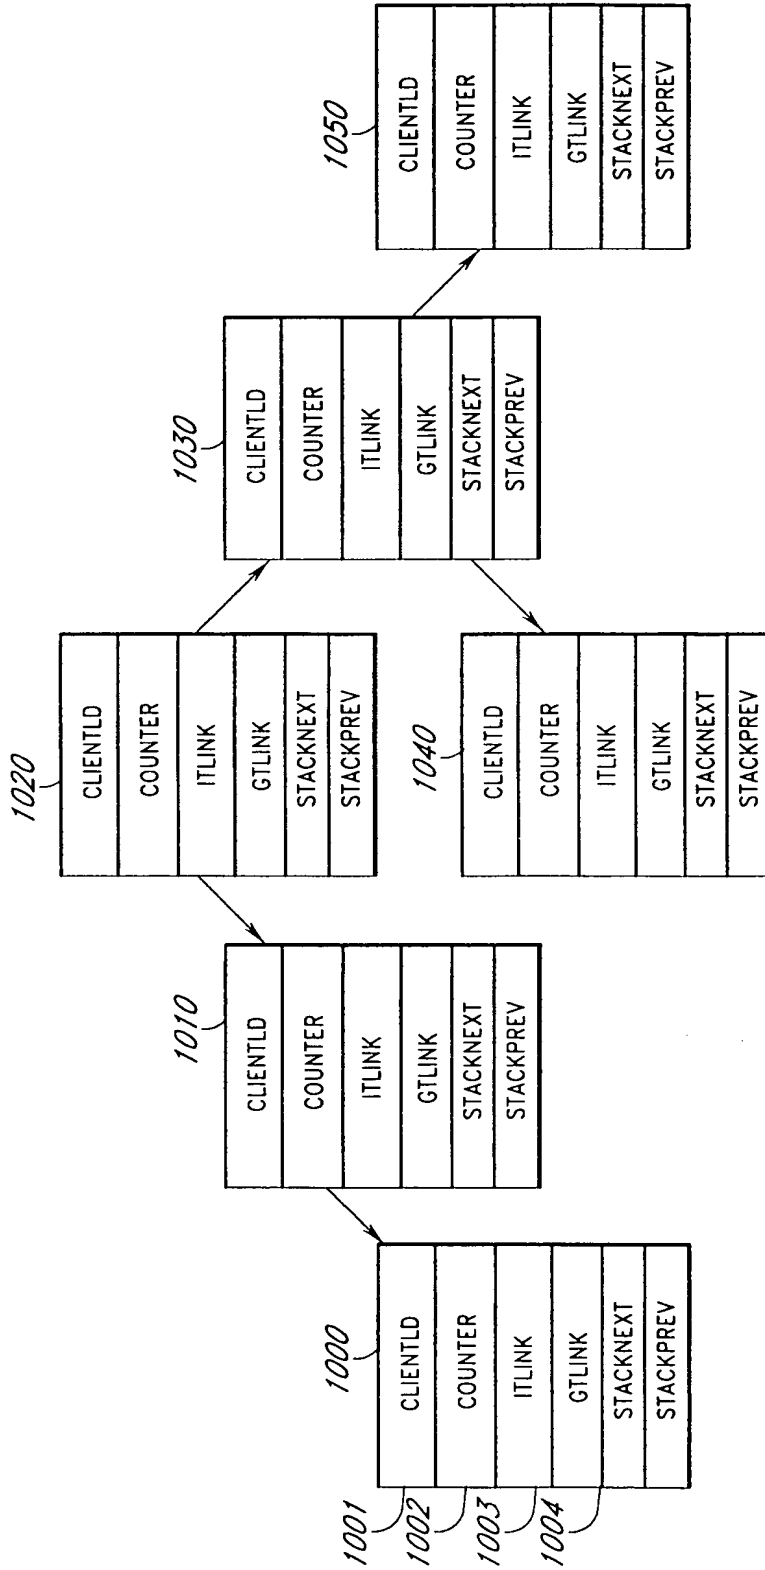 1020
CLIENTLD
COUNTER
ITLINK
GTLINK
STACKNEXT
STACKPREV
1010
CLIENTLD
COUNTER
ITLINK
GTLINK
STACKNEXT
STACKPREV
1030
CLIENTLD
COUNTER
ITLINK
GTLINK
STACKNEXT
STACKPREV
1000
1001
CLIENTLD
1002
COUNTER
1003
ITLINK
1004
GTLINK
STACKNEXT
STACKPREV
1040
CLIENTLD
COUNTER
ITLINK
GTLINK
STACKNEXT
STACKPREV
1050
CLIENTLD
COUNTER
ITLINK
GTLINK
STACKNEXT
STACKPREV